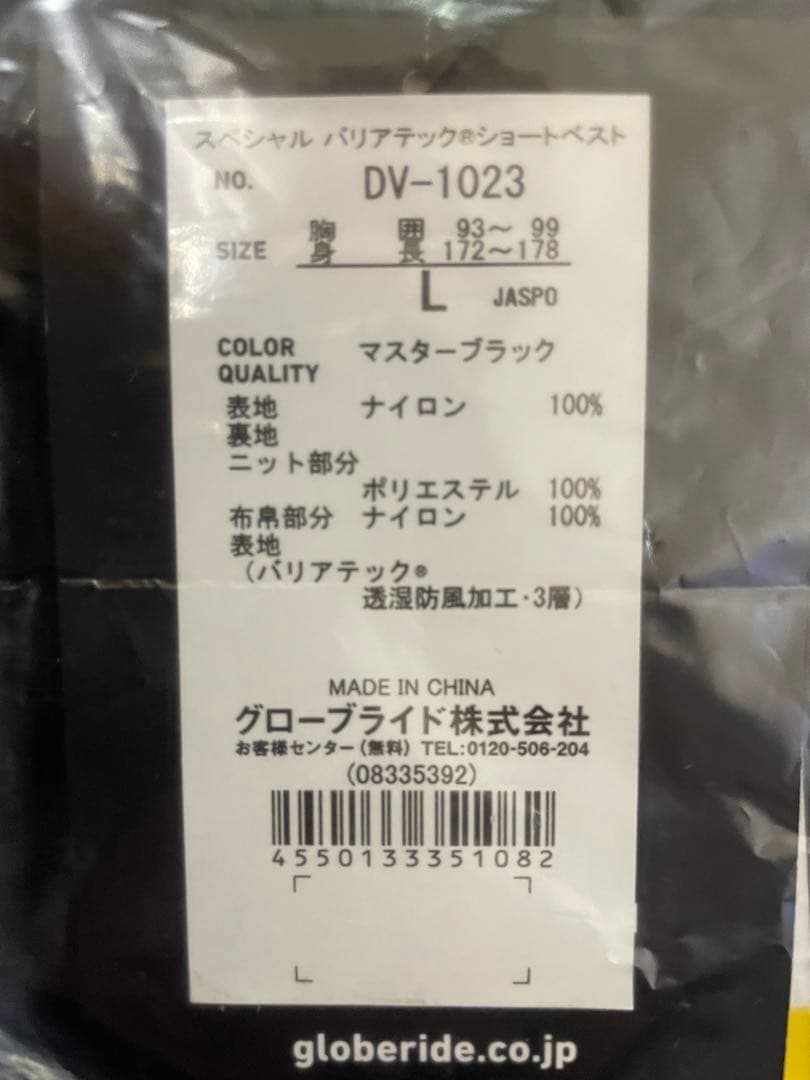 スペシャル バリアテック®ショートベスト
NO. DV-1023
胸 囲 93～ 99
SIZE 身 長 172～178
L JASPO
COLOR マスターブラック
QUALITY
表地 ナイロン 100%
裏地
ニット部分
ポリエステル 100%
布帛部分 ナイロン 100%
表地
（バリアテック®
透湿防風加工･3層）
MADE IN CHINA
グローブライド株式会社
お客様センター（無料） TEL:0120-506-204
(08335392)
4550133351082
globeride.co.jp